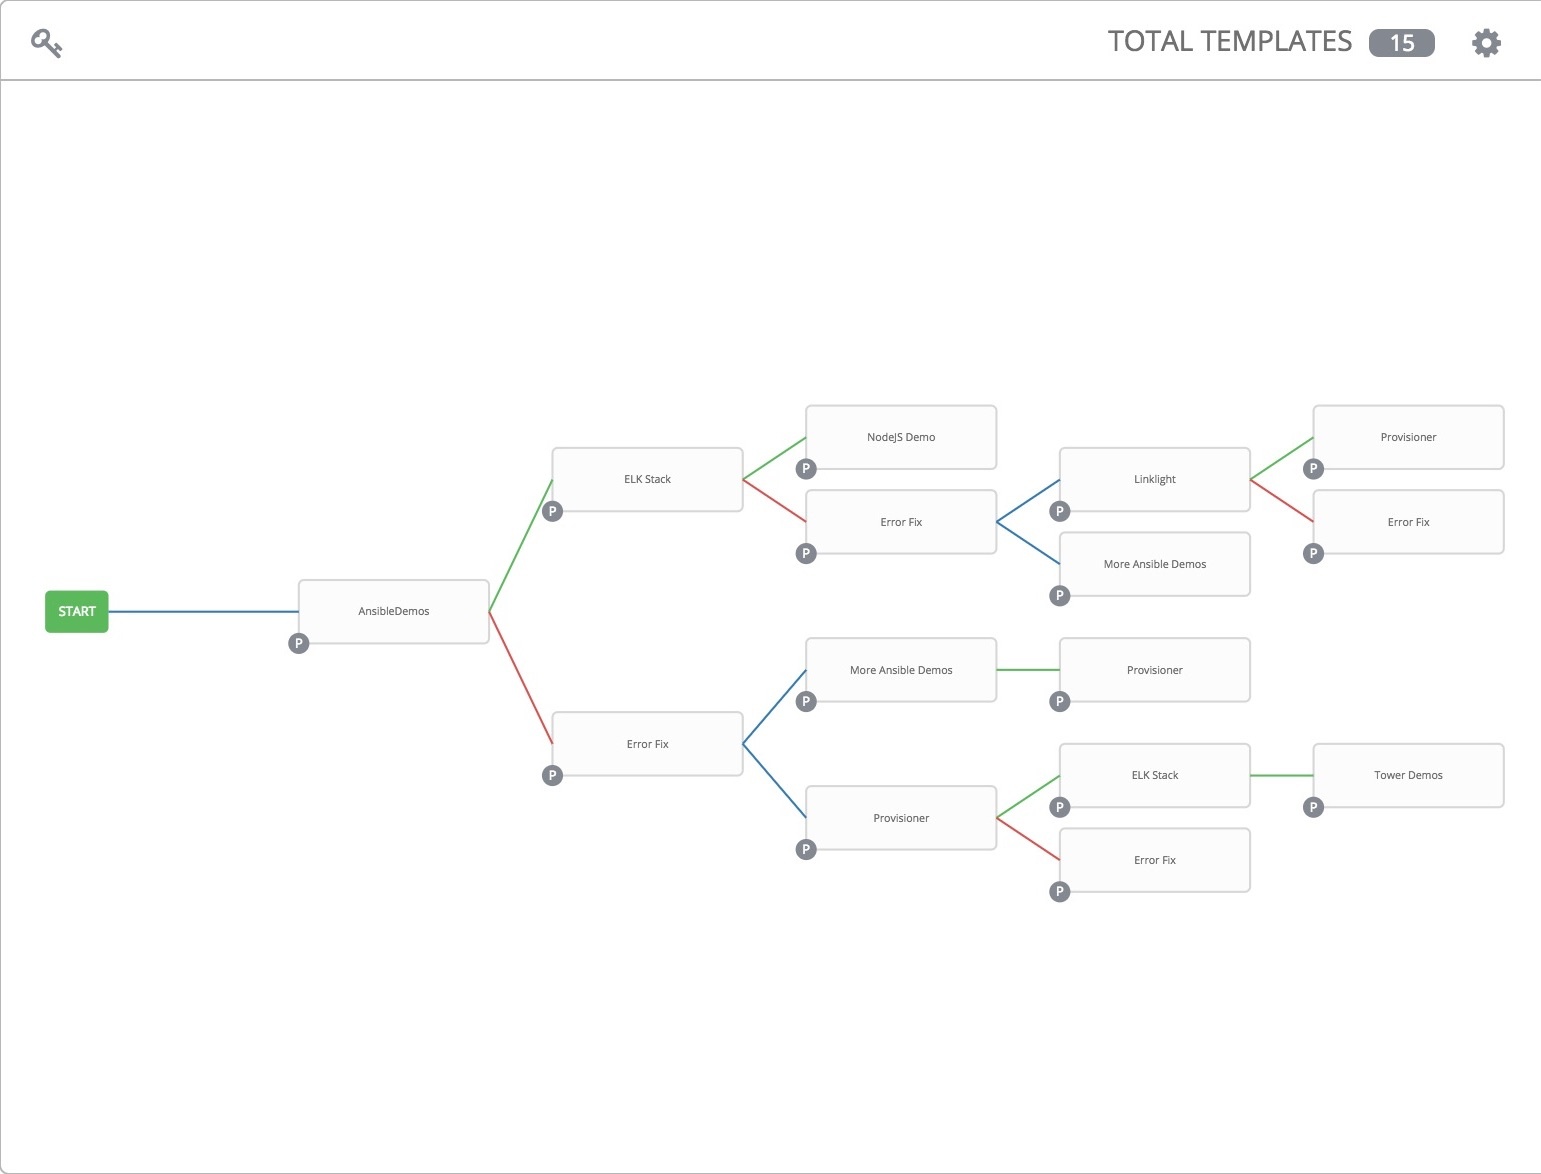 TOTAL TEMPLATES 15
NodeJS Demo
P
Provisioner
P
ELK Stack
P
Linklight
P
Error Fix
P
Error Fix
P
More Ansible Demos
P
START
AnsibleDemos
P
More Ansible Demos
P
Provisioner
P
Error Fix
P
ELK Stack
P
Tower Demos
P
Provisioner
P
Error Fix
P